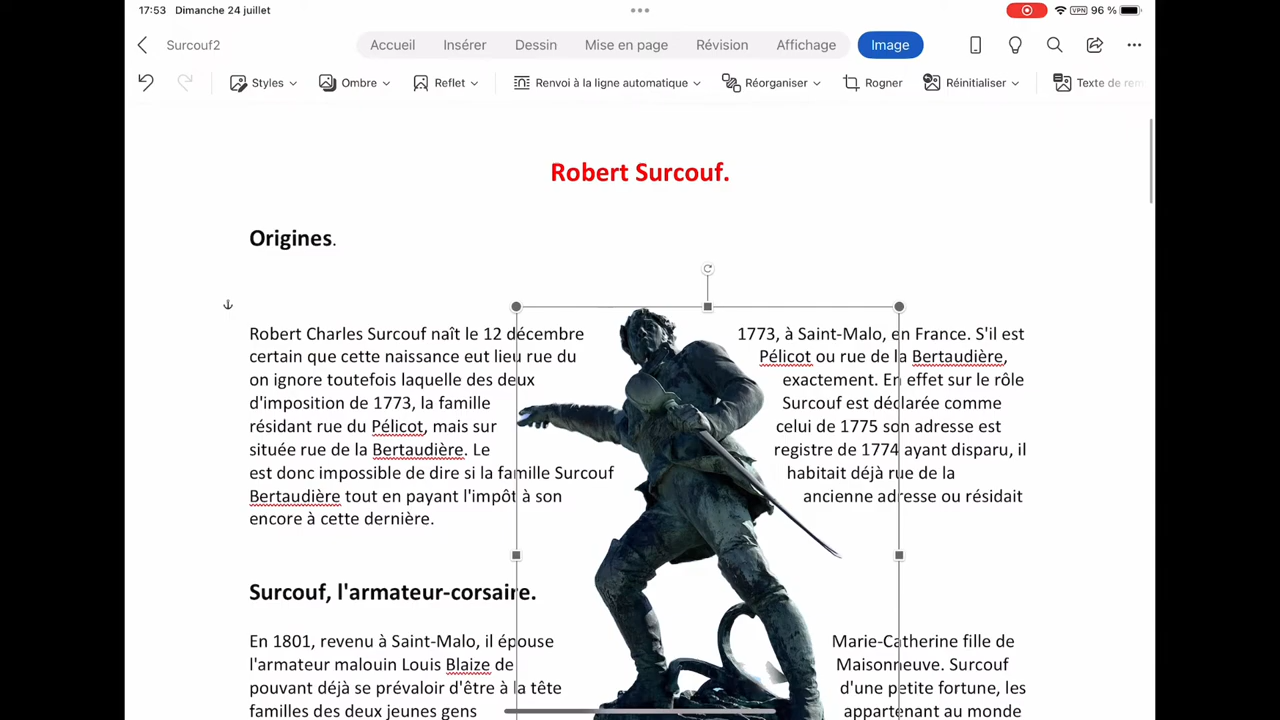 17:53 Dimanche 24 juillet
VPN 96 %
Surcouf2 Accueil Insérer Dessin Mise en page Révision Affichage Image
Styles Ombre Reflet Renvoi à la ligne automatique Réorganiser Rogner Réinitialiser Texte de rem
Robert Surcouf.
Origines.
Robert Charles Surcouf naît le 12 décembre 1773, à Saint-Malo, en France. S'il est
certain que cette naissance eut lieu rue du Pélicot ou rue de la Bertaudière,
on ignore toutefois laquelle des deux exactement. En effet sur le rôle
d'imposition de 1773, la famille Surcouf est déclarée comme
résidant rue du Pélicot, mais sur celui de 1775 son adresse est
située rue de la Bertaudière. Le registre de 1774 ayant disparu, il
est donc impossible de dire si la famille Surcouf habitait déjà rue de la
Bertaudière tout en payant l'impôt à son ancienne adresse ou résidait
encore à cette dernière.
Surcouf, l'armateur-corsaire.
En 1801, revenu à Saint-Malo, il épouse Marie-Catherine fille de
l'armateur malouin Louis Blaize de Maisonneuve. Surcouf
pouvant déjà se prévaloir d'être à la tête d'une petite fortune, les
familles des deux jeunes gens appartenant au monde